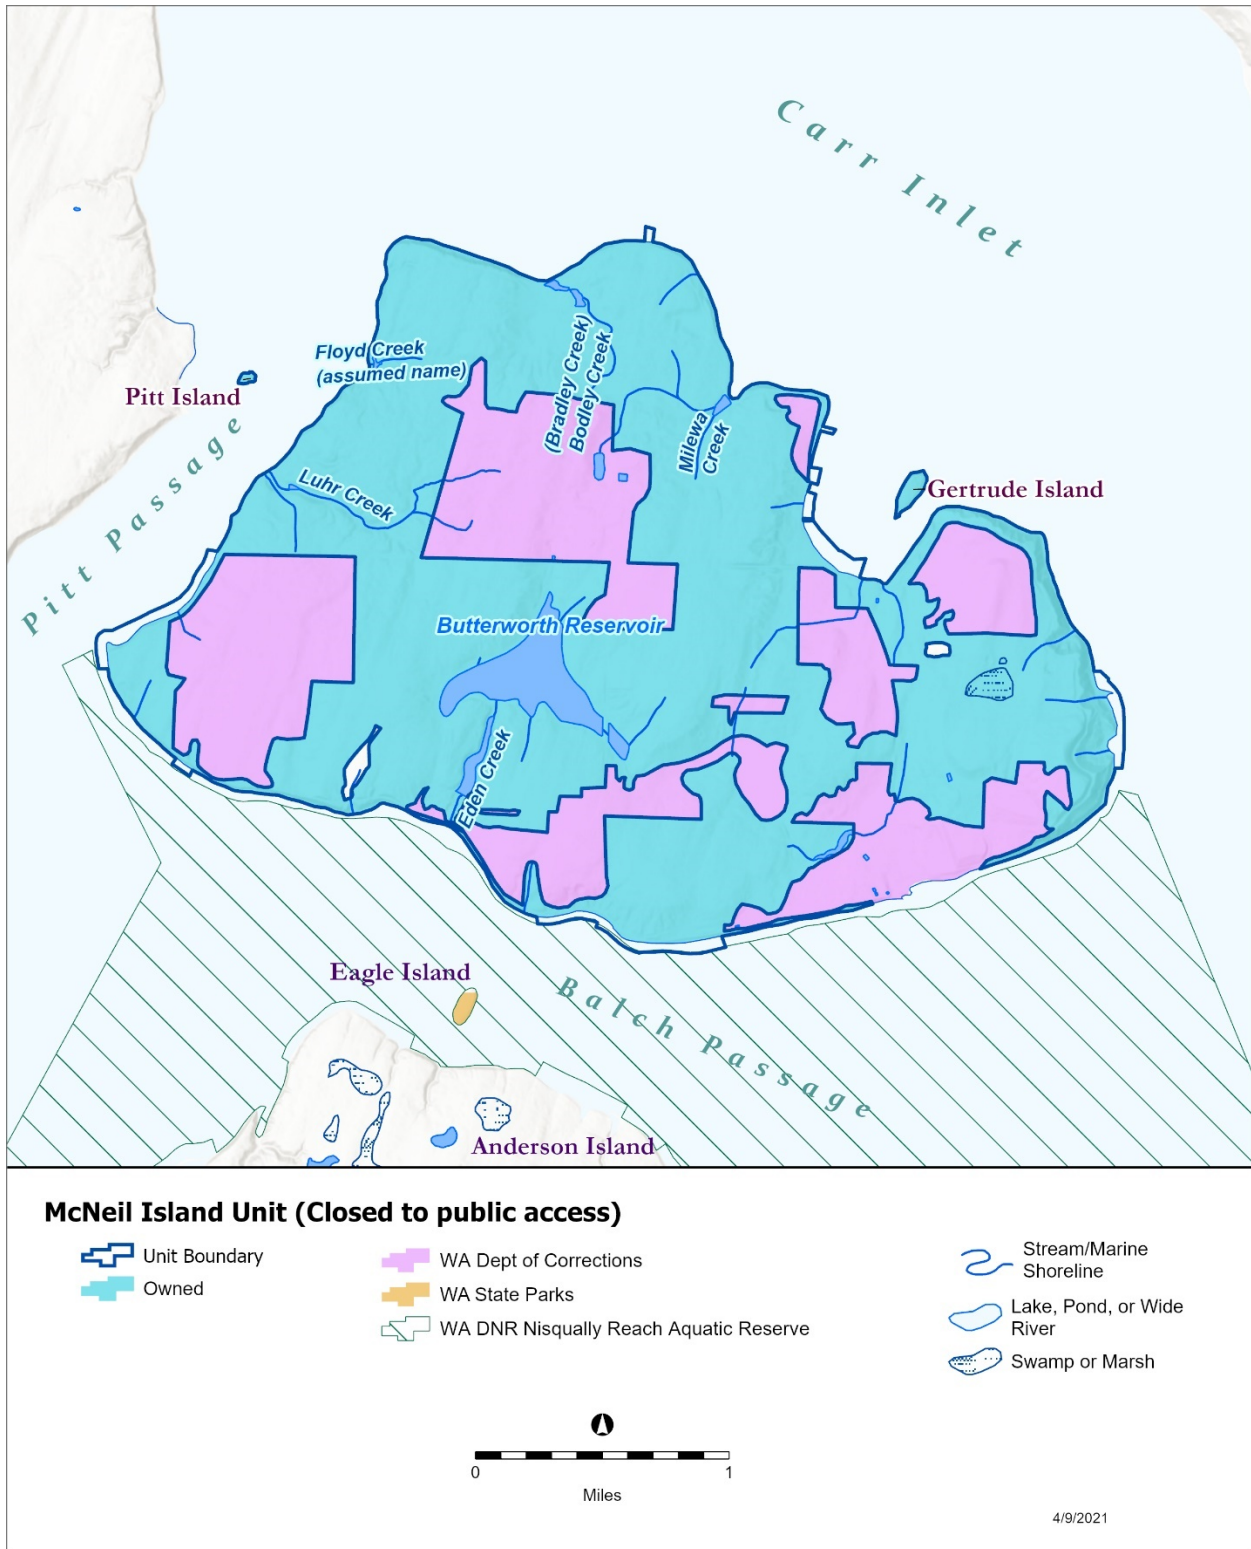 Carr Inlet
Floyd Creek
(assumed name)
(Bradley Creek)
Bodley Creek
Pitt Island
Milewa
Creek
Luhr Creek
Gertrude Island
Pitt Passage
Butterworth Reservoir
Eden Creek
Eagle Island
Balch Passage
Anderson Island
McNeil Island Unit (Closed to public access)
Unit Boundary
Owned
WA Dept of Corrections
WA State Parks
WA DNR Nisqually Reach Aquatic Reserve
Stream/Marine
Shoreline
Lake, Pond, or Wide
River
Swamp or Marsh
0 1
Miles
4/9/2021